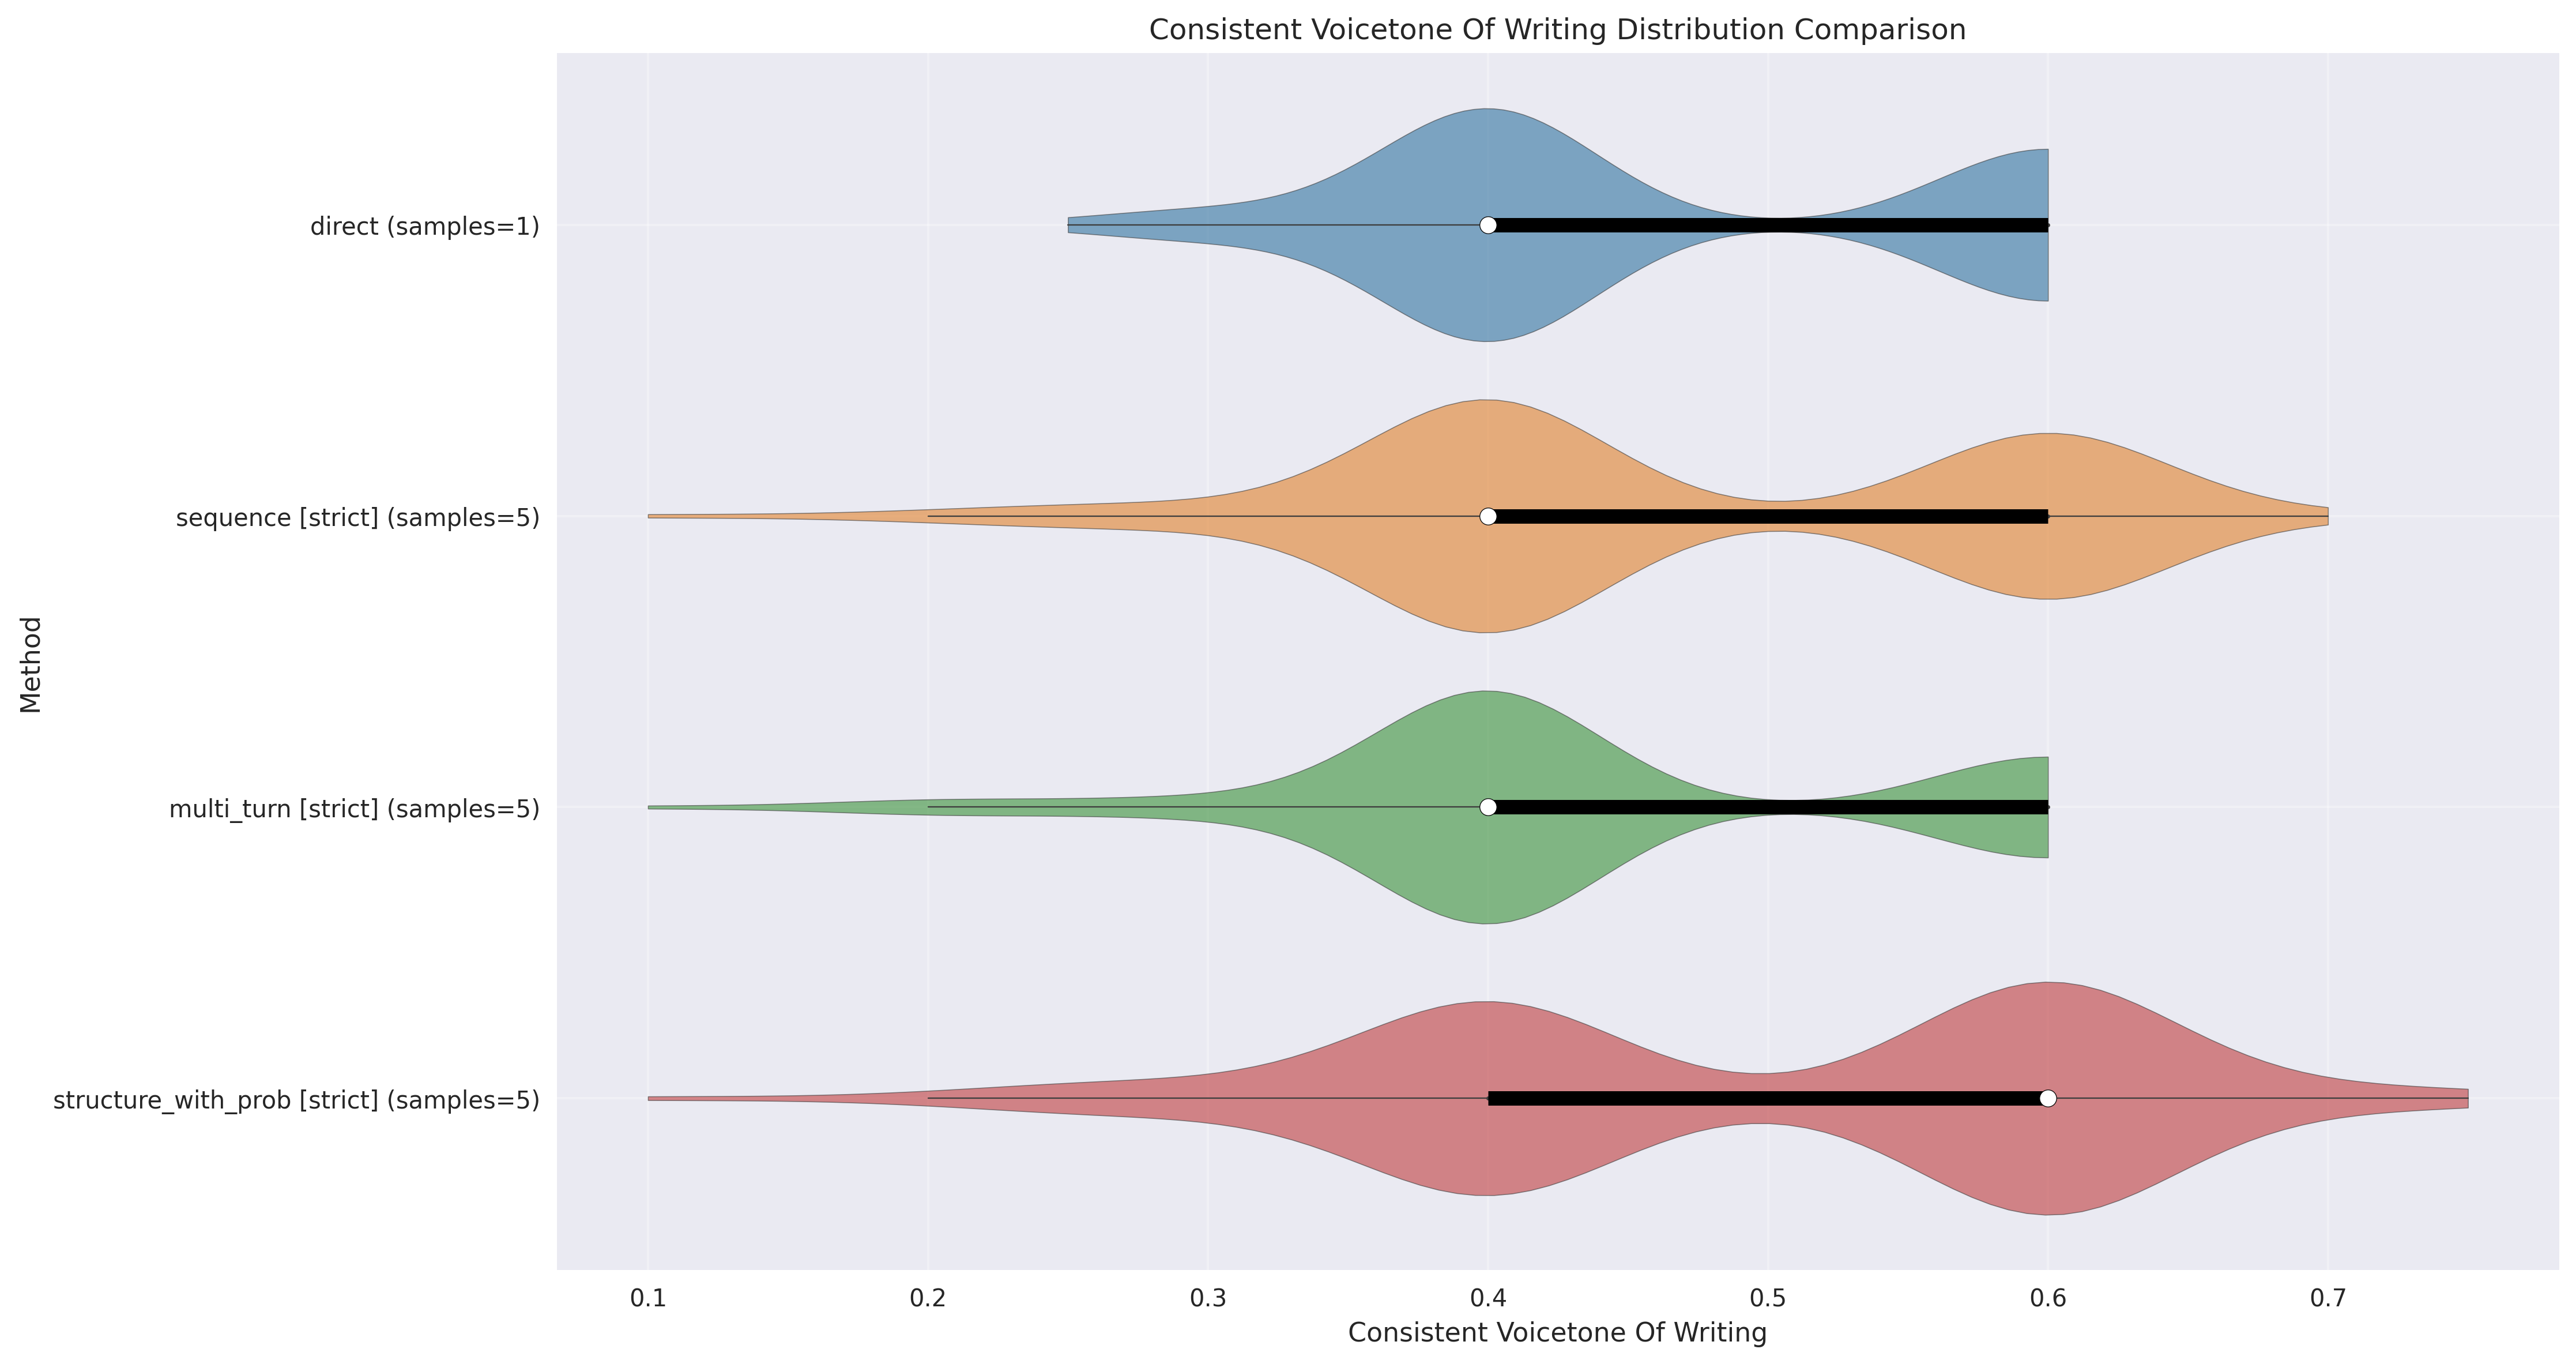 Consistent Voicetone Of Writing Distribution Comparison
Method
direct (samples=1)
sequence [strict] (samples=5)
multi_turn [strict] (samples=5)
structure_with_prob [strict] (samples=5)
0.1 0.2 0.3 0.4 0.5 0.6 0.7
Consistent Voicetone Of Writing